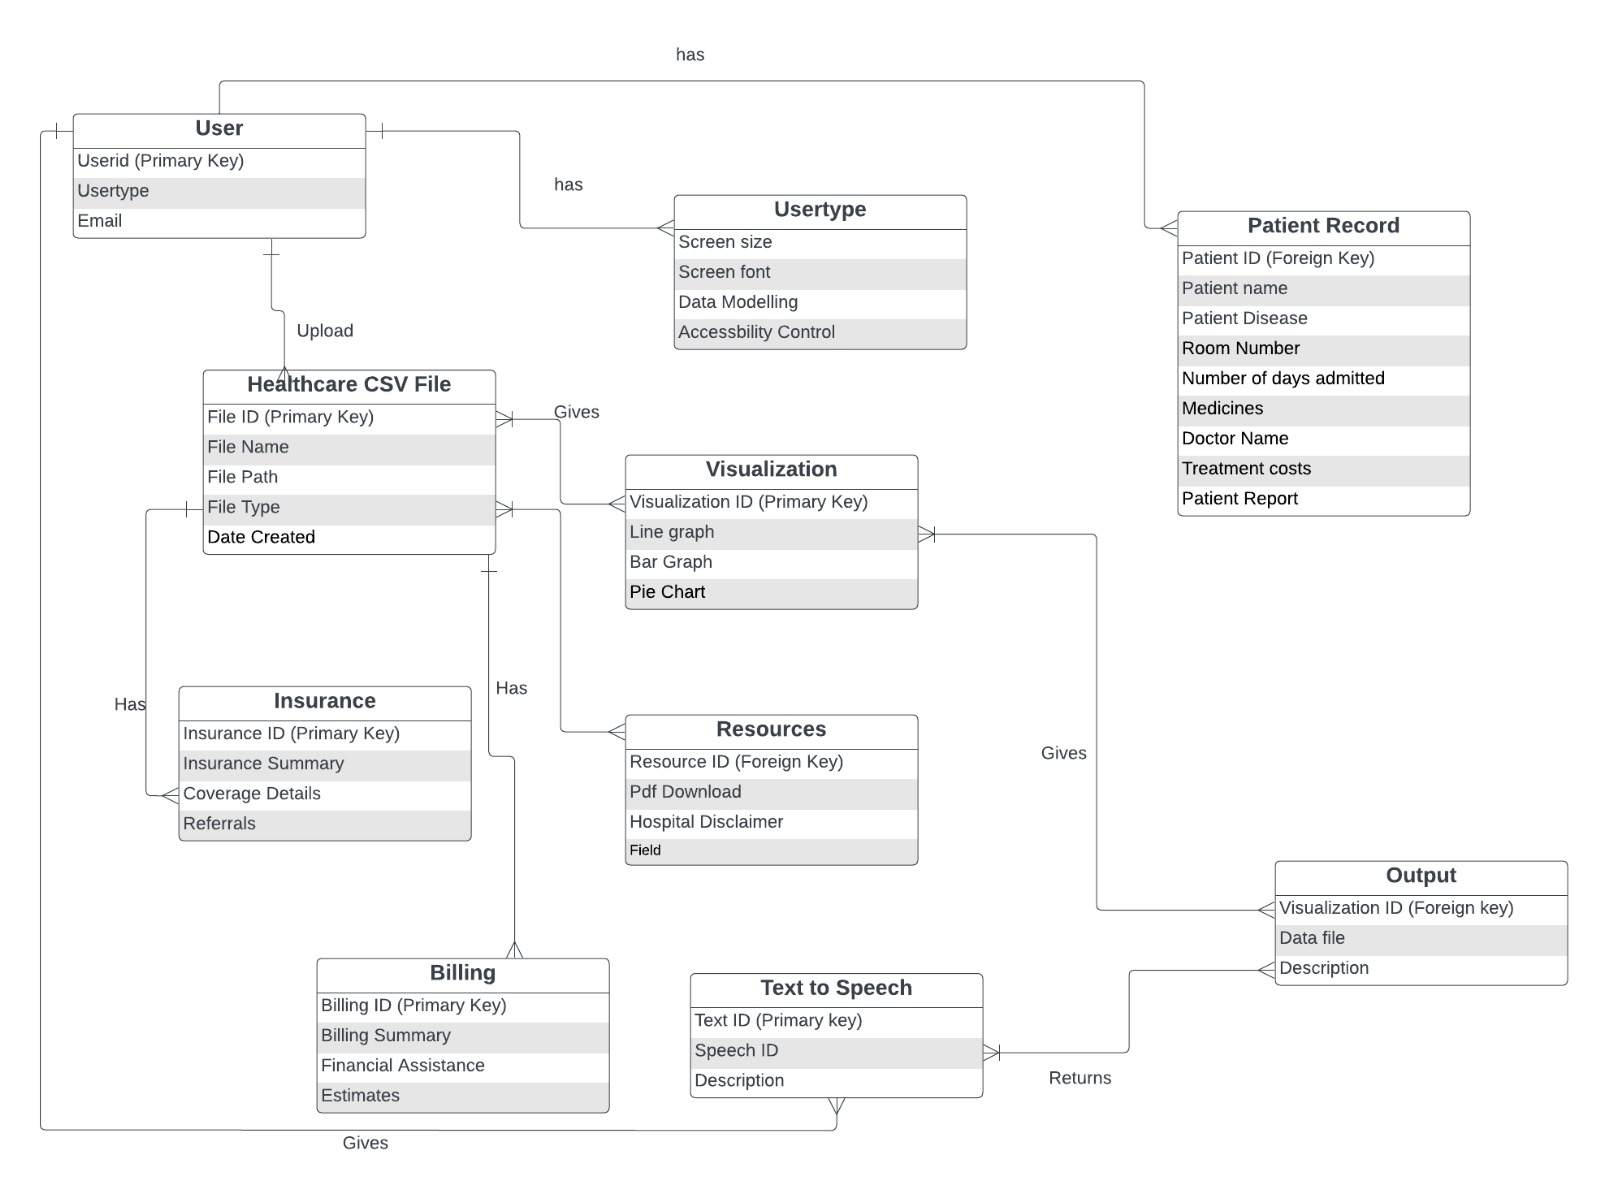 has
User
Userid (Primary Key)
Usertype
Email
has
Usertype
Screen size
Screen font
Data Modelling
Accessbility Control
Patient Record
Patient ID (Foreign Key)
Patient name
Patient Disease
Room Number
Number of days admitted
Medicines
Doctor Name
Treatment costs
Patient Report
Upload
Healthcare CSV File
File ID (Primary Key)
File Name
File Path
File Type
Date Created
Gives
Visualization
Visualization ID (Primary Key)
Line graph
Bar Graph
Pie Chart
Has
Insurance
Insurance ID (Primary Key)
Insurance Summary
Coverage Details
Referrals
Has
Resources
Resource ID (Foreign Key)
Pdf Download
Hospital Disclaimer
Field
Gives
Output
Visualization ID (Foreign key)
Data file
Description
Billing
Billing ID (Primary Key)
Billing Summary
Financial Assistance
Estimates
Text to Speech
Text ID (Primary key)
Speech ID
Description
Returns
Gives